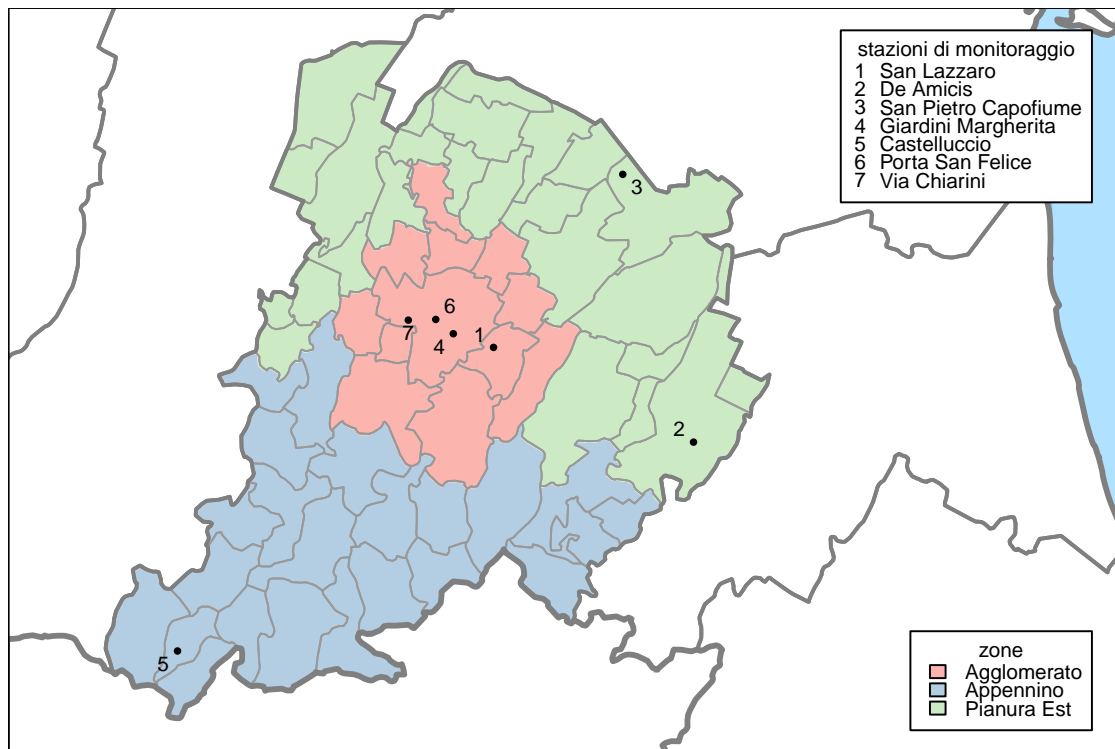 stazioni di monitoraggio
1 San Lazzaro
2 De Amicis
3 San Pietro Capofiume
4 Giardini Margherita
5 Castelluccio
6 Porta San Felice
7 Via Chiarini
3
6
7
4
1
2
5
zone
Agglomerato
Appennino
Pianura Est